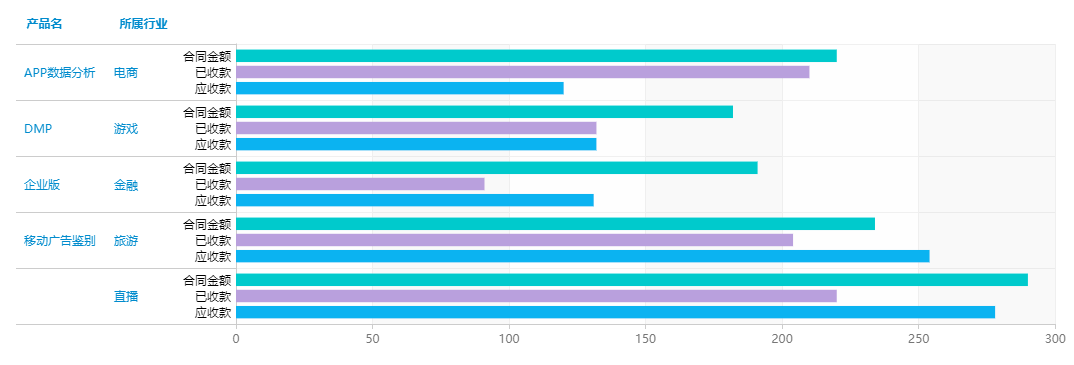 产品名 所属行业
合同金额
APP数据分析 电商 已收款
应收款
合同金额
DMP 游戏 已收款
应收款
合同金额
企业版 金融 已收款
应收款
合同金额
移动广告鉴别 旅游 已收款
应收款
合同金额
直播 已收款
应收款
0 50 100 150 200 250 300